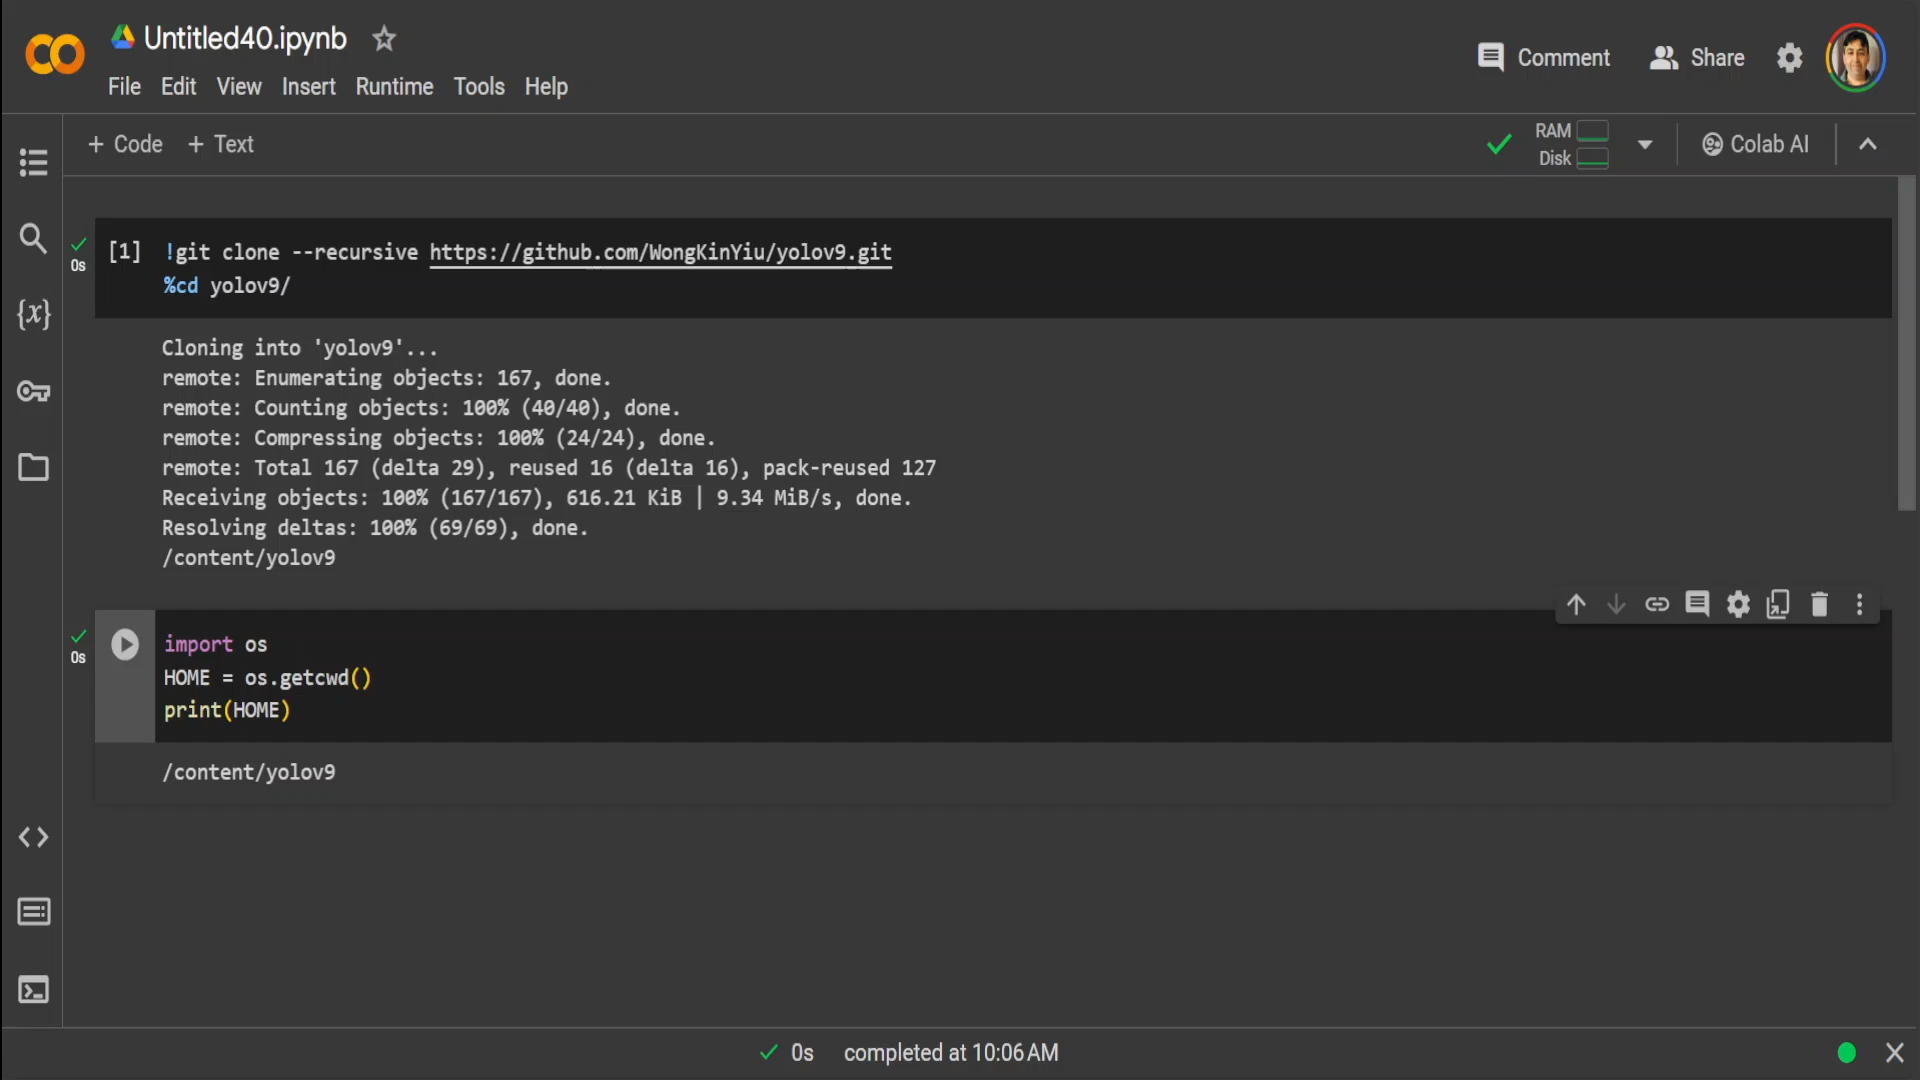 Untitled40.ipynb
File Edit View Insert Runtime Tools Help
Comment Share
+ Code + Text
RAM
Disk
Colab AI
{x}
0s
[1] !git clone --recursive https://github.com/WongKinYiu/yolov9.git
%cd yolov9/
Cloning into 'yolov9'...
remote: Enumerating objects: 167, done.
remote: Counting objects: 100% (40/40), done.
remote: Compressing objects: 100% (24/24), done.
remote: Total 167 (delta 29), reused 16 (delta 16), pack-reused 127
Receiving objects: 100% (167/167), 616.21 KiB | 9.34 MiB/s, done.
Resolving deltas: 100% (69/69), done.
/content/yolov9
0s
import os
HOME = os.getcwd()
print(HOME)
/content/yolov9
0s completed at 10:06 AM